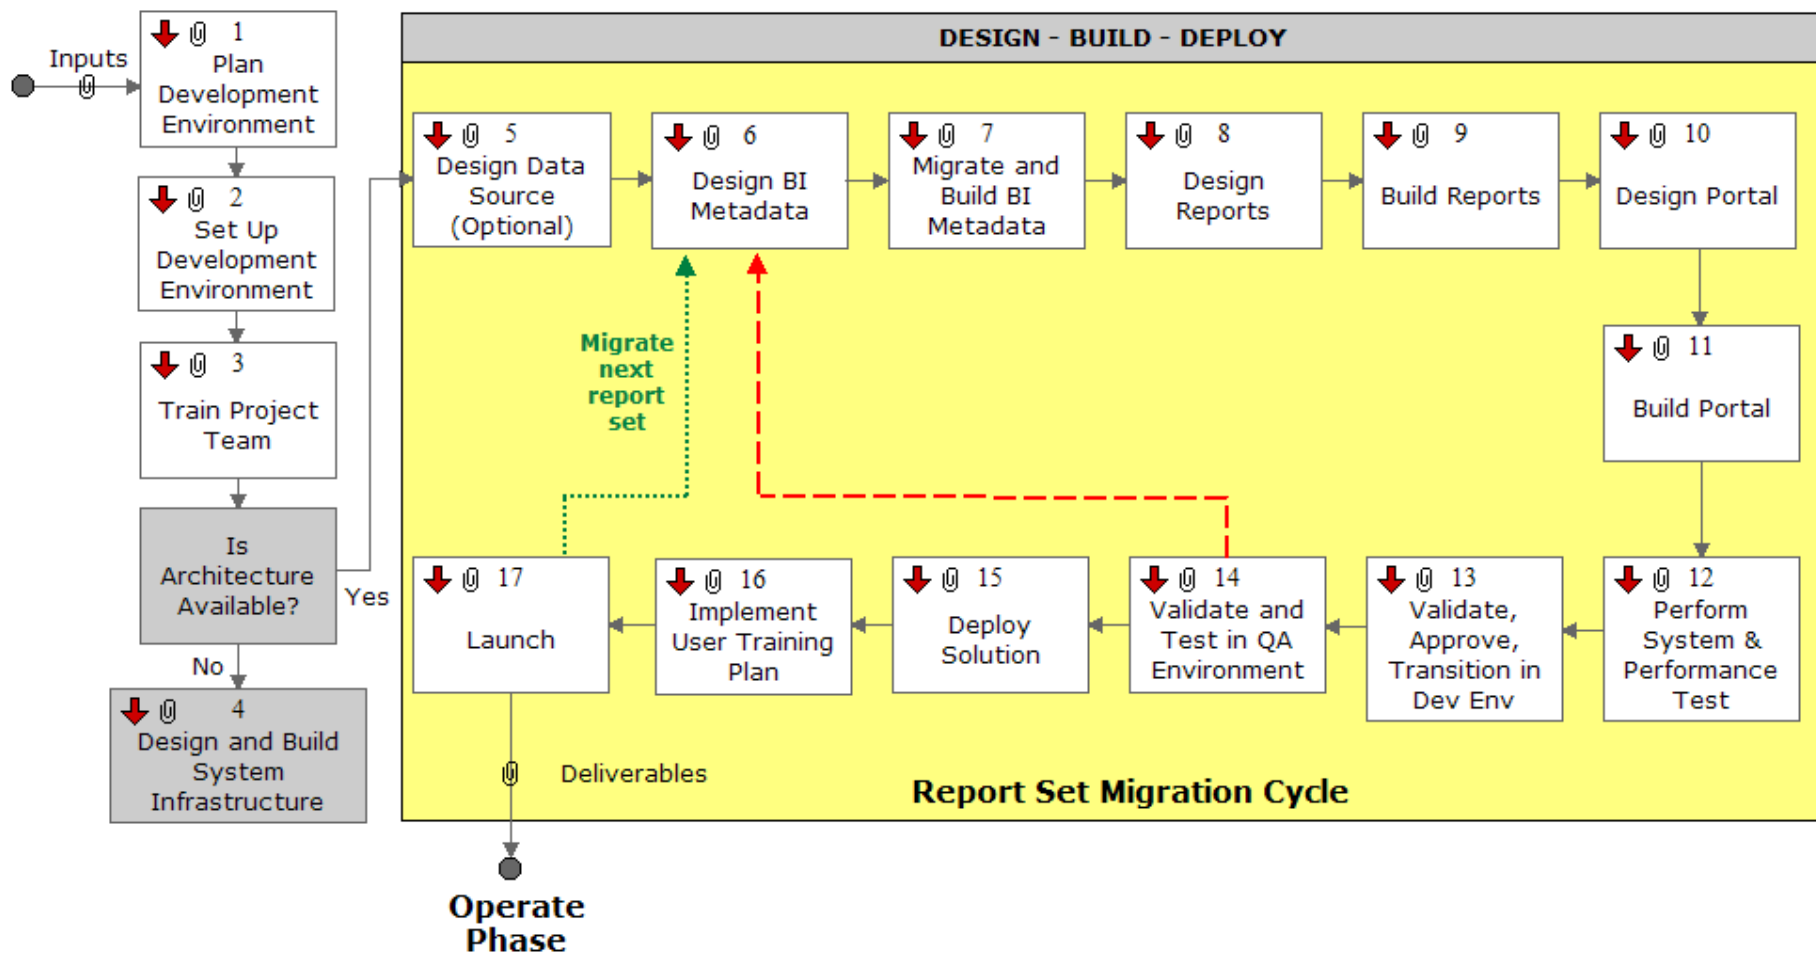 Inputs
1
Plan
Development
Environment
2
Set Up
Development
Environment
3
Train Project
Team
Is
Architecture
Available?
Yes
No
4
Design and Build
System
Infrastructure
DESIGN - BUILD - DEPLOY
5
Design Data
Source
(Optional)
6
Design BI
Metadata
7
Migrate and
Build BI
Metadata
8
Design
Reports
9
Build Reports
10
Design Portal
11
Build Portal
12
Perform
System &
Performance
Test
13
Validate,
Approve,
Transition in
Dev Env
14
Validate and
Test in QA
Environment
15
Deploy
Solution
16
Implement
User Training
Plan
17
Launch
Migrate
next
report
set
Deliverables
Report Set Migration Cycle
Operate
Phase